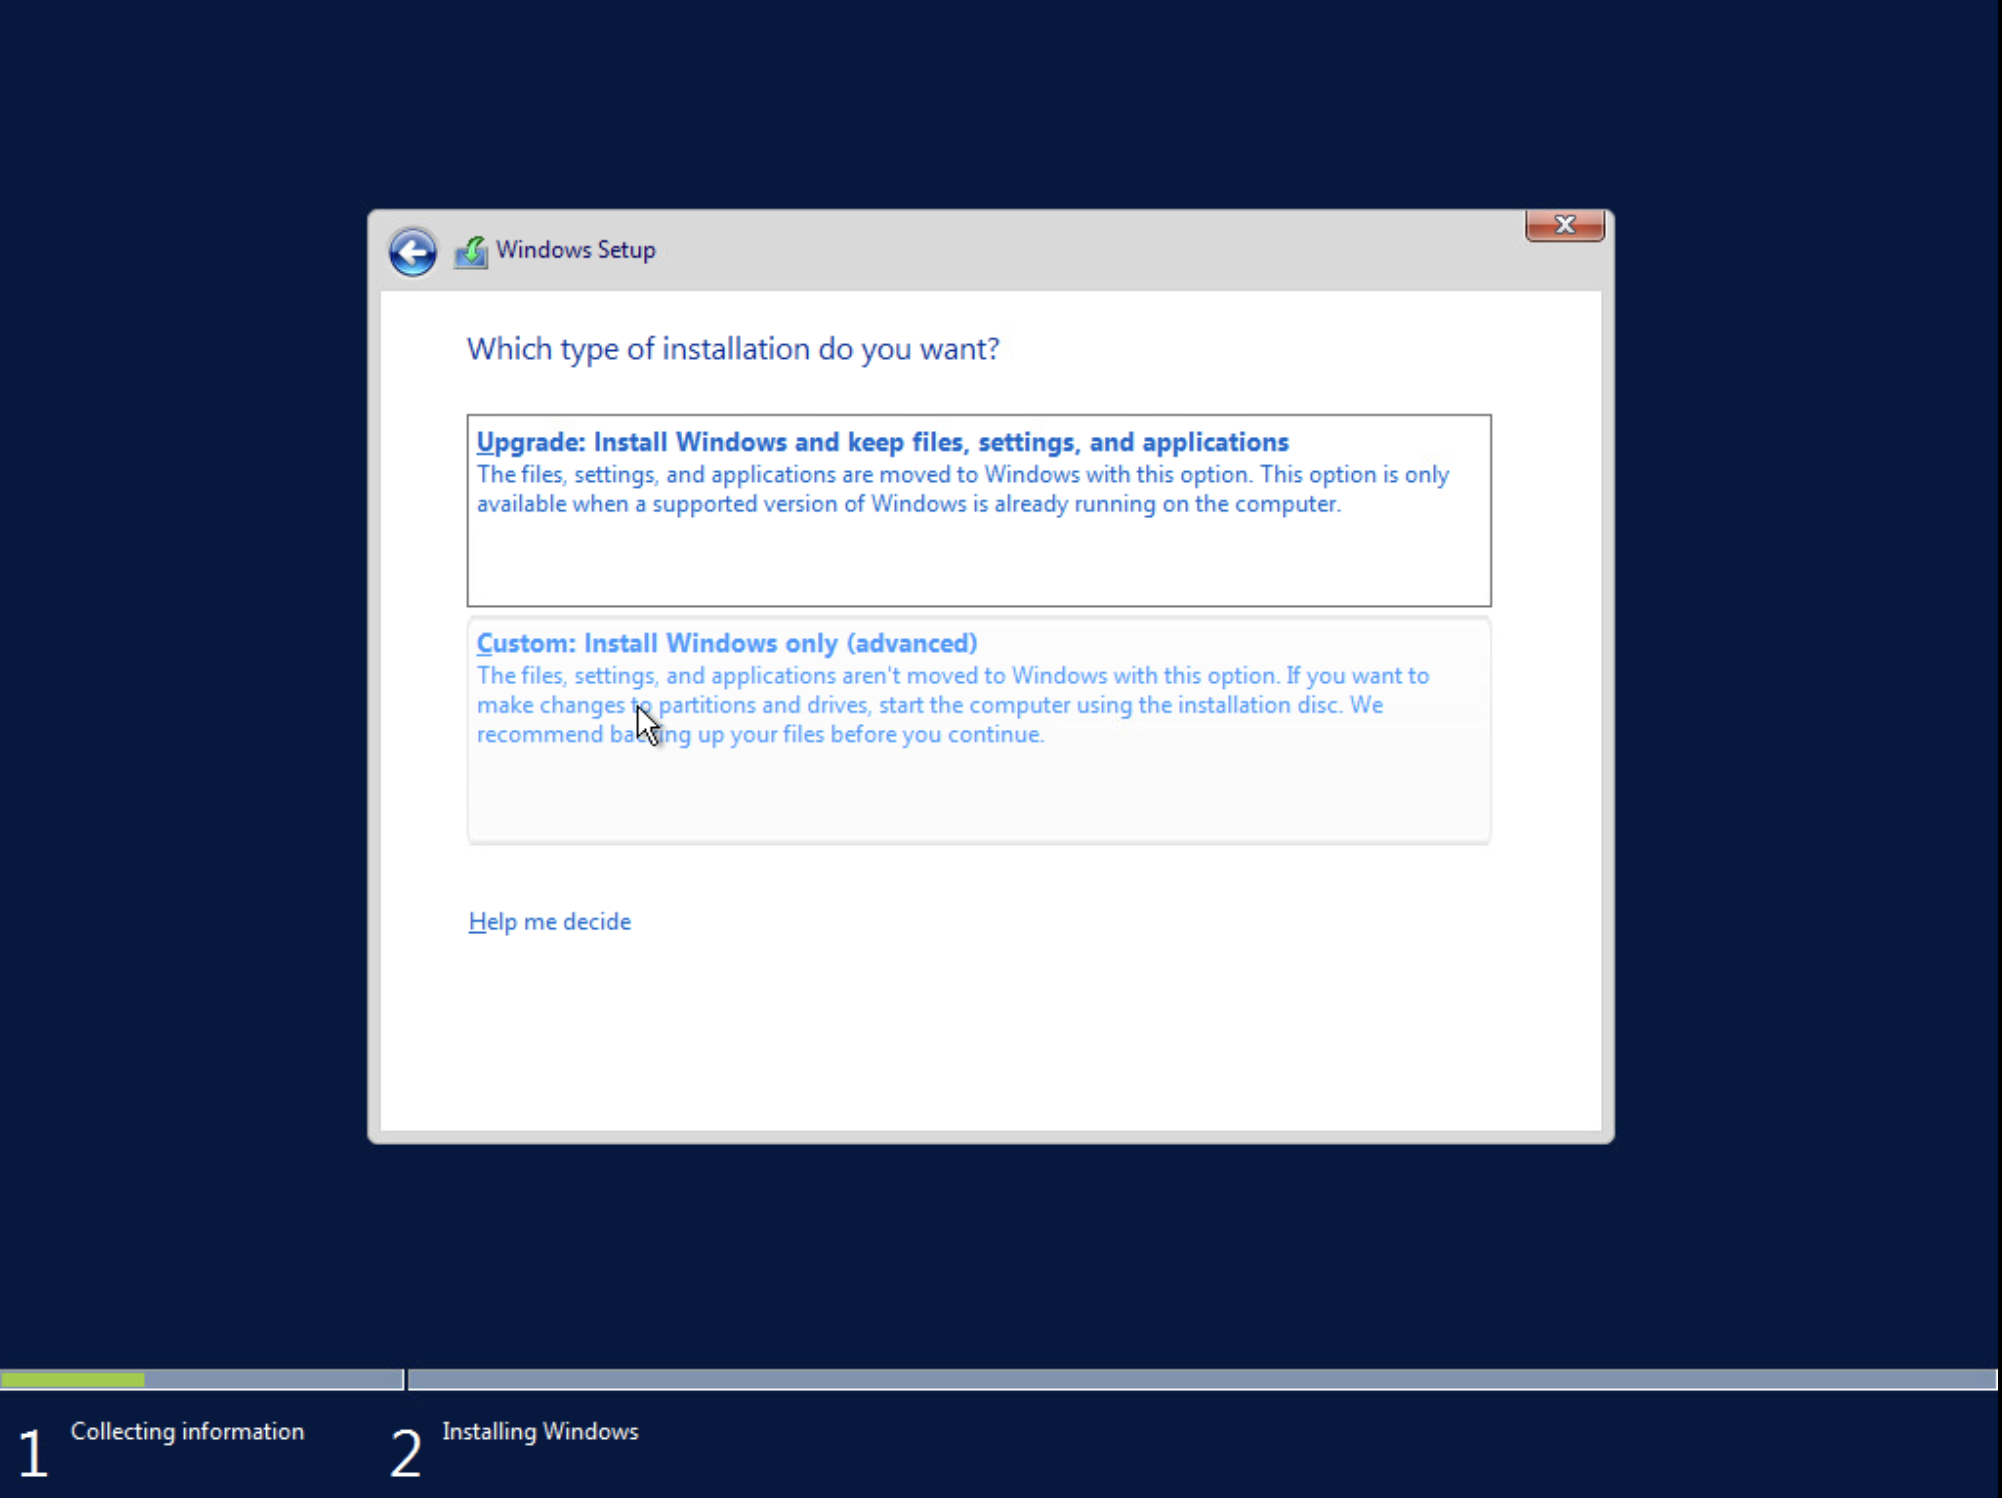 Windows Setup
Which type of installation do you want?
Upgrade: Install Windows and keep files, settings, and applications
The files, settings, and applications are moved to Windows with this option. This option is only
available when a supported version of Windows is already running on the computer.
Custom: Install Windows only (advanced)
The files, settings, and applications aren't moved to Windows with this option. If you want to
make changes to partitions and drives, start the computer using the installation disc. We
recommend backing up your files before you continue.
Help me decide
1 Collecting information
2 Installing Windows